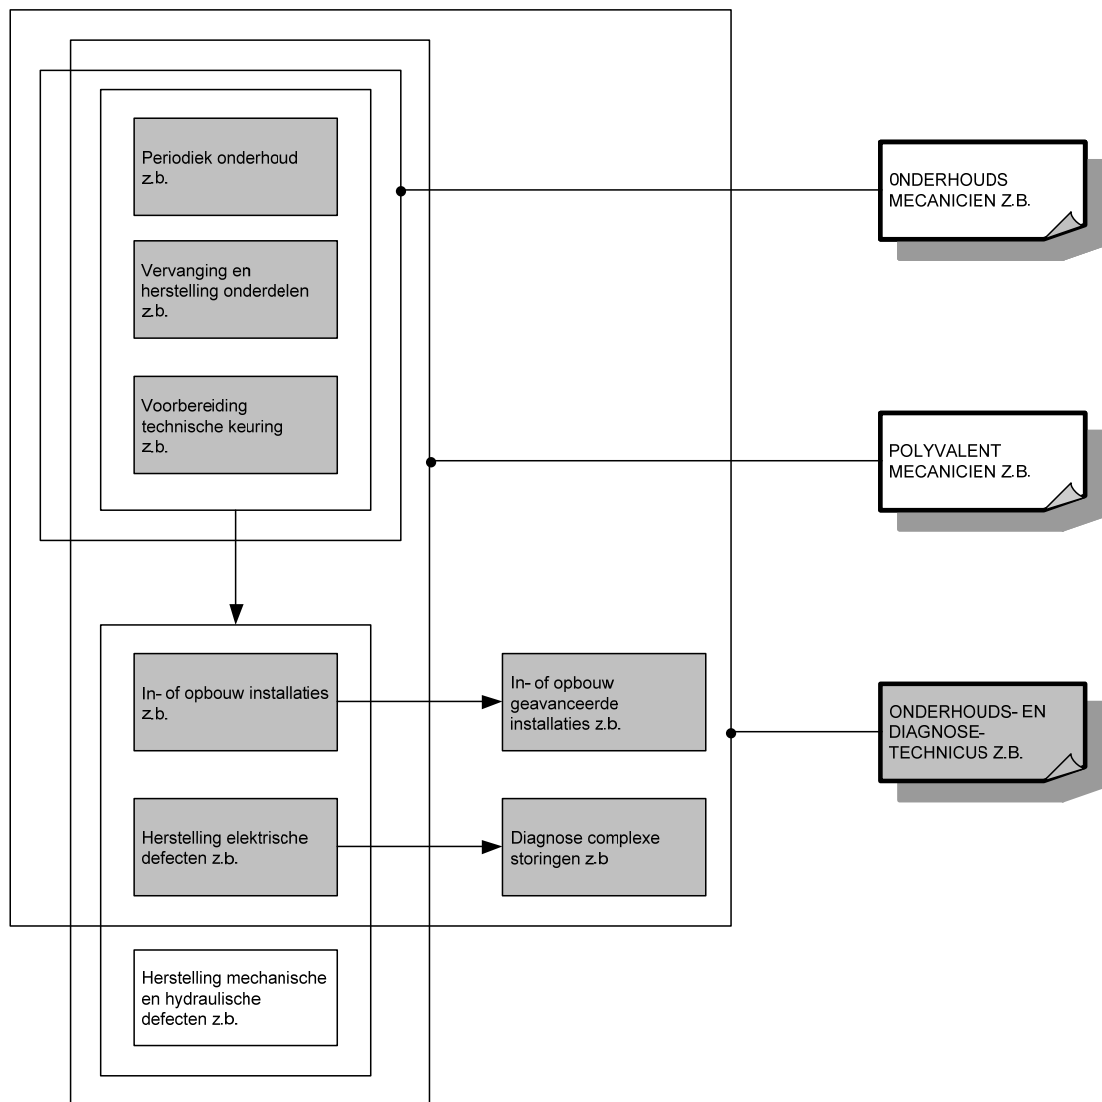 Periodiek onderhoud
z.b.
Vervanging en
herstelling onderdelen
z.b.
Voorbereiding
technische keuring
z.b.
0NDERHOUDS
MECANICIEN Z.B.
POLYVALENT
MECANICIEN Z.B.
In- of opbouw installaties
z.b.
In- of opbouw
geavanceerde
installaties z.b.
ONDERHOUDS- EN
DIAGNOSE-
TECHNICUS Z.B.
Herstelling elektrische
defecten z.b.
Diagnose complexe
storingen z.b
Herstelling mechanische
en hydraulische
defecten z.b.